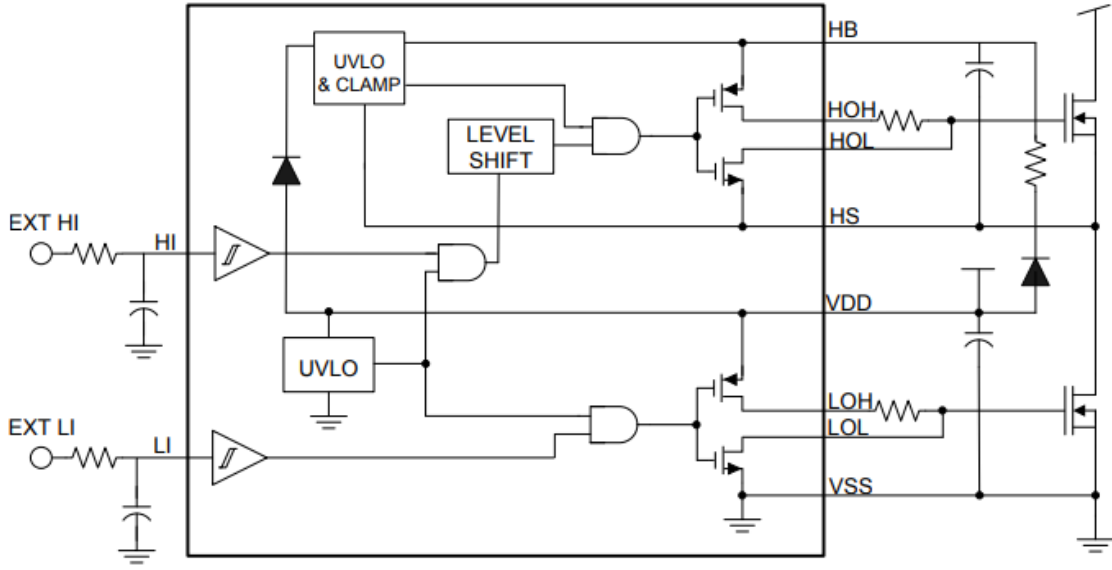 HB
UVLO
& CLAMP
HOH
LEVEL
SHIFT
HOL
EXT HI
HI
HS
VDD
UVLO
LOH
EXT LI
LI
LOL
VSS